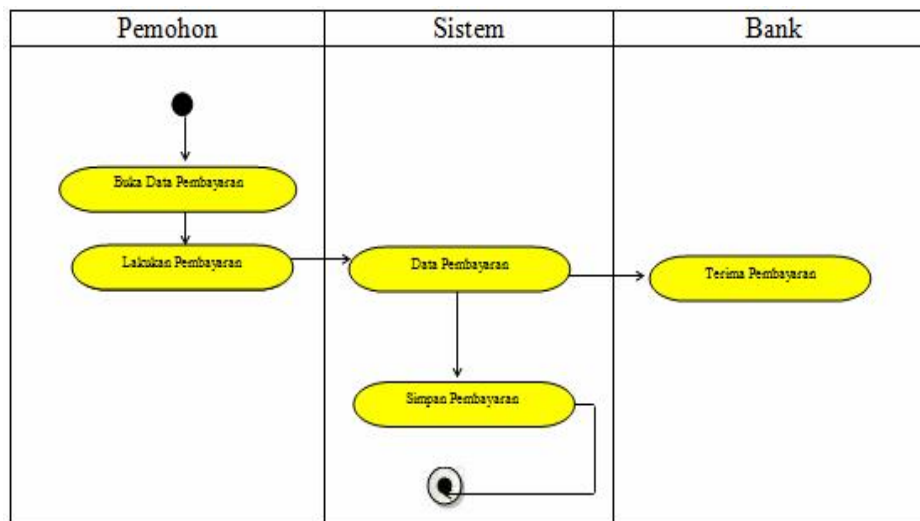 Pemohon
Sistem
Bank
Buka Data Pembayaran
Lakukan Pembayaran
Data Pembayaran
Terima Pembayaran
Simpan Pembayaran